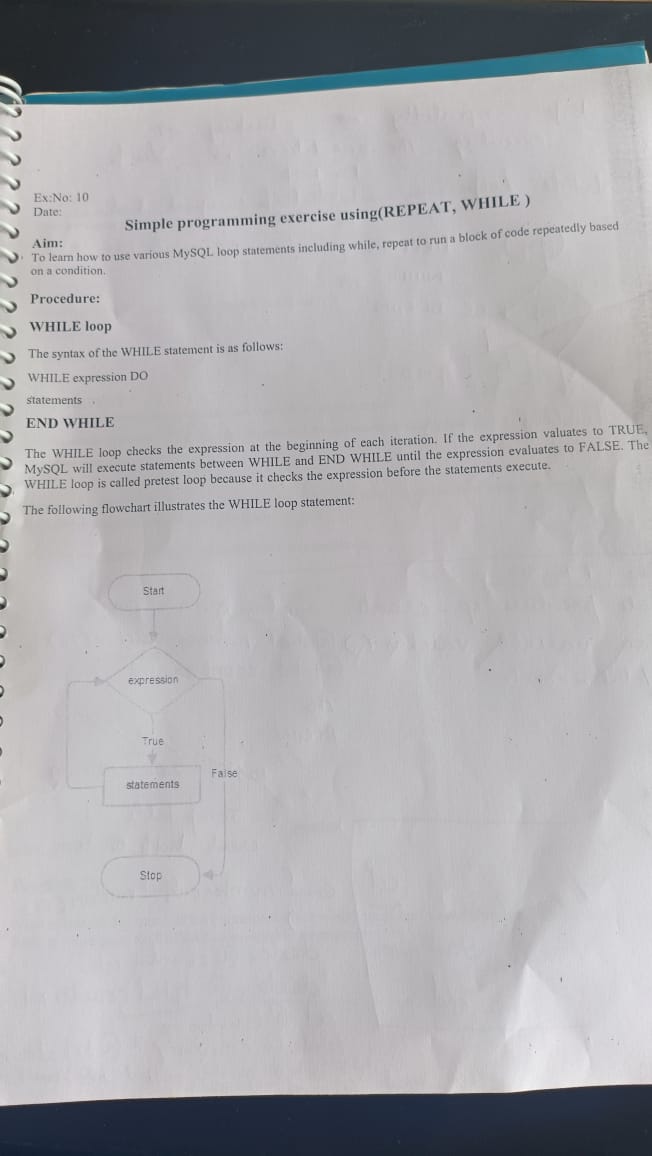 Ex:No: 10
Date:
Simple programming exercise using(REPEAT, WHILE )
Aim:
To learn how to use various MySQL loop statements including while, repeat to run a block of code repeatedly based
on a condition.
Procedure:
WHILE loop
The syntax of the WHILE statement is as follows:
WHILE expression DO
statements
END WHILE
The WHILE loop checks the expression at the beginning of each iteration. If the expression valuates to TRUE,
MySQL will execute statements between WHILE and END WHILE until the expression evaluates to FALSE. The
WHILE loop is called pretest loop because it checks the expression before the statements execute.
The following flowchart illustrates the WHILE loop statement:
Start
expression
True
False
statements
Stop